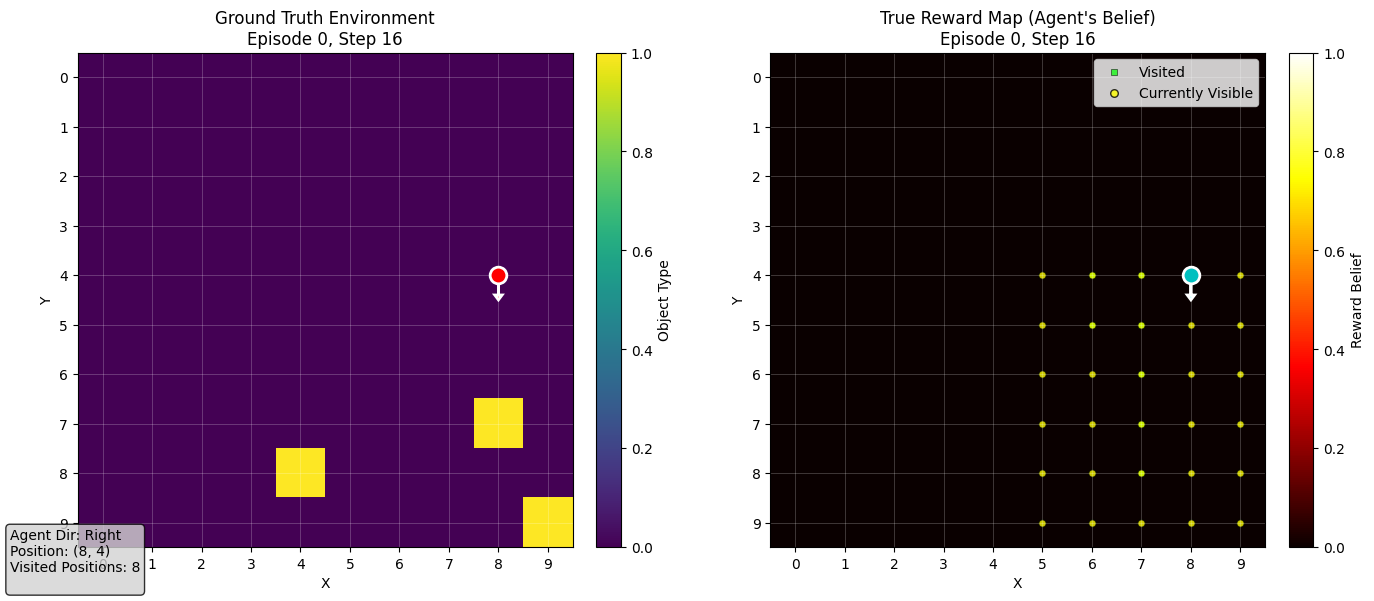 Ground Truth Environment
Episode 0, Step 16
0
1
2
3
4
5
6
7
8
9
Y
0 1 2 3 4 5 6 7 8 9
X
1.0
0.8
0.6
0.4
0.2
0.0
Object Type
Agent Dir: Right
Position: (8, 4)
Visited Positions: 8
True Reward Map (Agent's Belief)
Episode 0, Step 16
Visited
Currently Visible
0
1
2
3
4
5
6
7
8
9
Y
0 1 2 3 4 5 6 7 8 9
X
1.0
0.8
0.6
0.4
0.2
0.0
Reward Belief